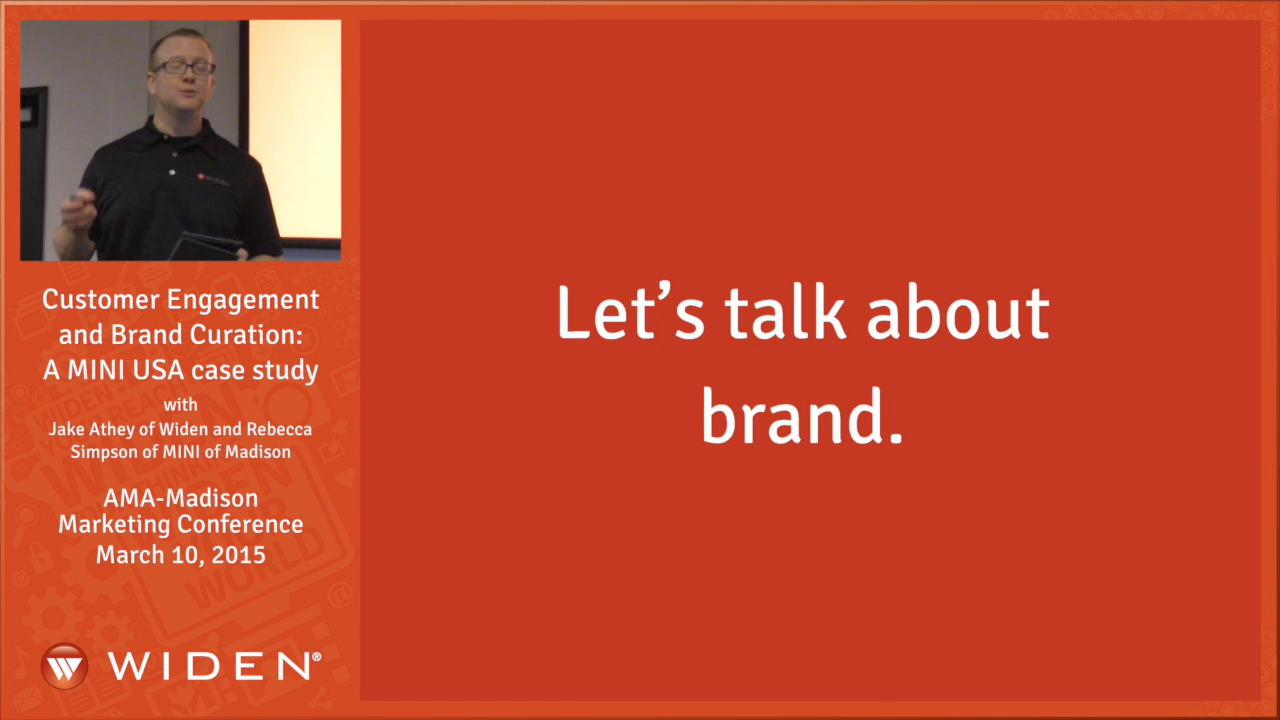 WIDEN
Customer Engagement
and Brand Curation:
A MINI USA case study
with
Jake Athey of Widen and Rebecca
Simpson of MINI of Madison
AMA-Madison
Marketing Conference
March 10, 2015
WIDEN®
Let’s talk about
brand.